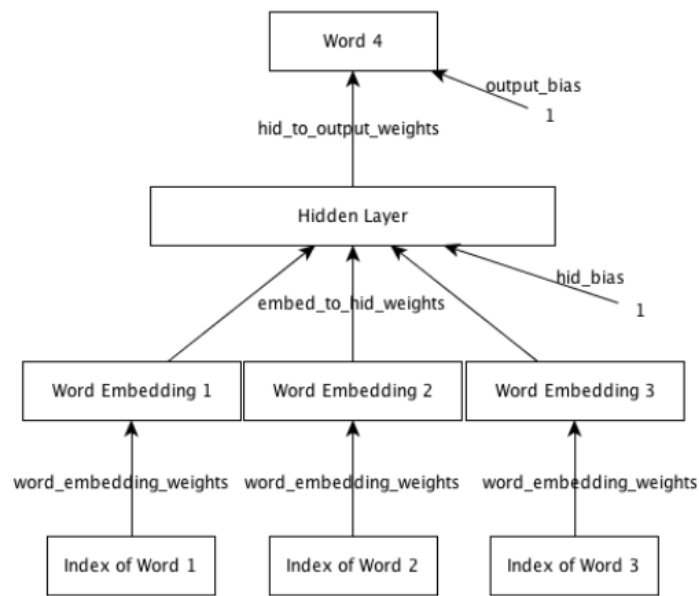 Word 4
output_bias
1
hid_to_output_weights
Hidden Layer
hid_bias
embed_to_hid_weights
1
Word Embedding 1
Word Embedding 2
Word Embedding 3
word_embedding_weights
word_embedding_weights
word_embedding_weights
Index of Word 1
Index of Word 2
Index of Word 3